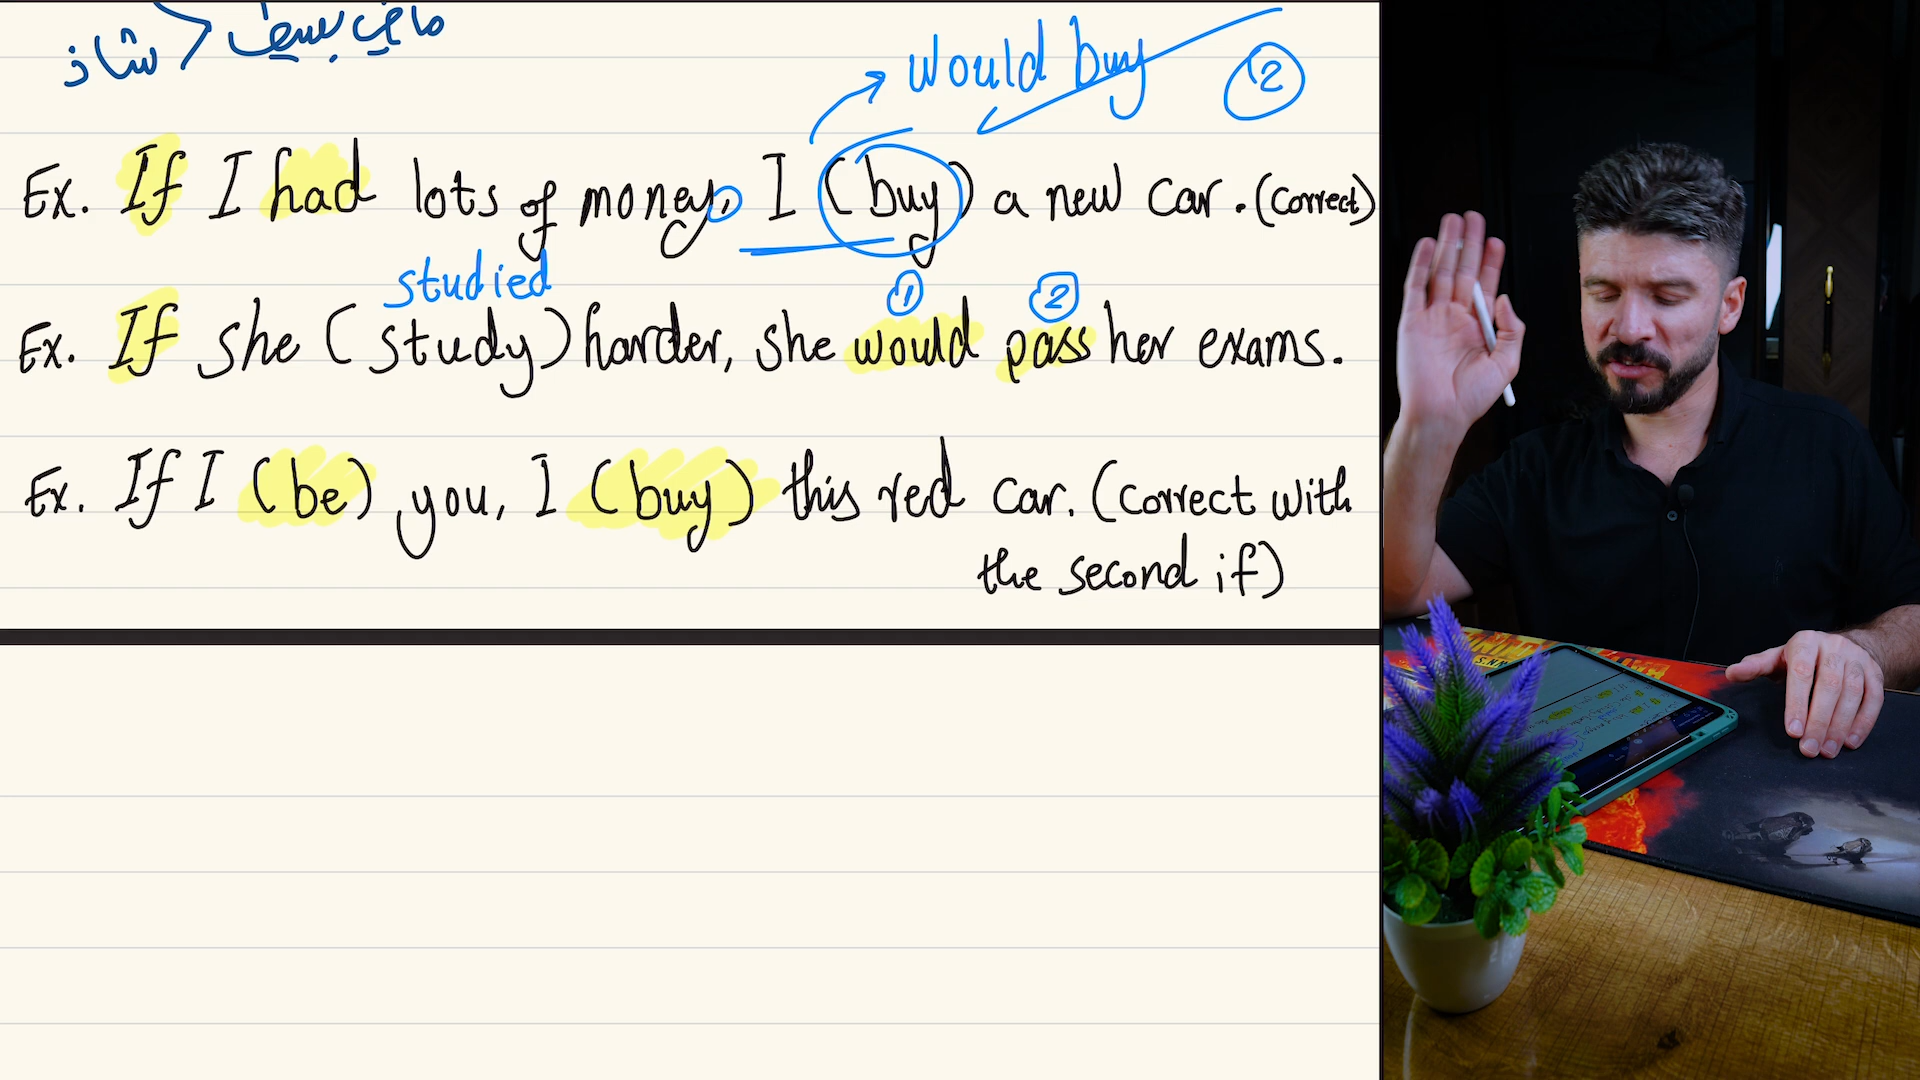 ماضي بسيط > شاذ
would buy ②
Ex. If I had lots of money, I (buy) a new car. (correct)
studied ① ②
Ex. If she (study) harder, she would pass her exams.
Ex. If I (be) you, I (buy) this red car. (correct with
the second if)